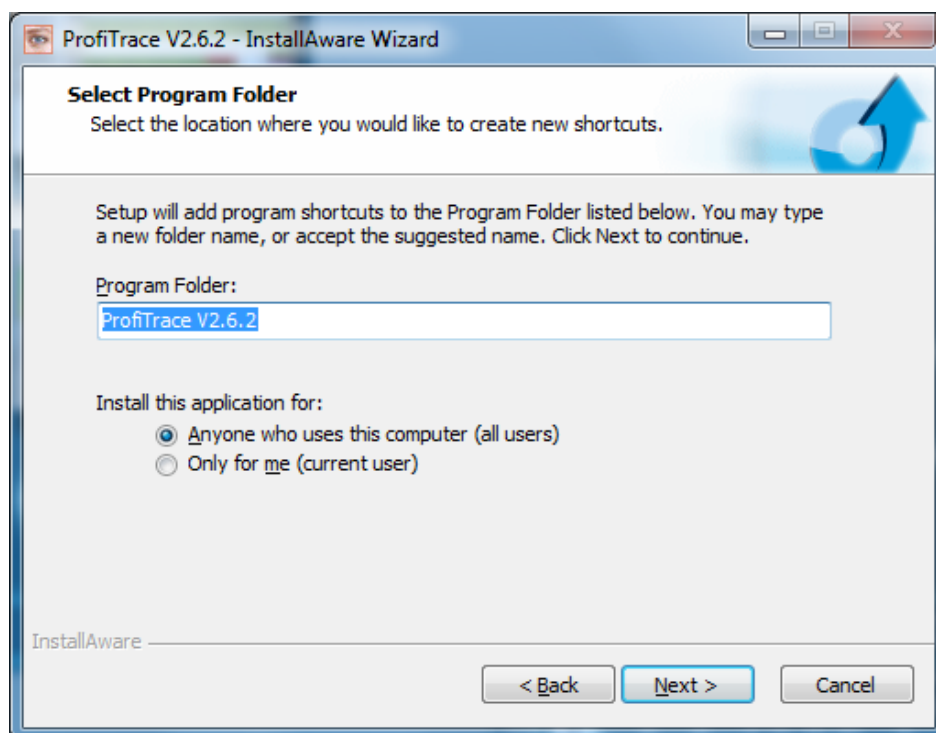 ProfiTrace V2.6.2 - InstallAware Wizard
Select Program Folder
Select the location where you would like to create new shortcuts.
Setup will add program shortcuts to the Program Folder listed below. You may type
a new folder name, or accept the suggested name. Click Next to continue.
Program Folder:
ProfiTrace V2.6.2
Install this application for:
Anyone who uses this computer (all users)
Only for me (current user)
InstallAware
< Back Next > Cancel